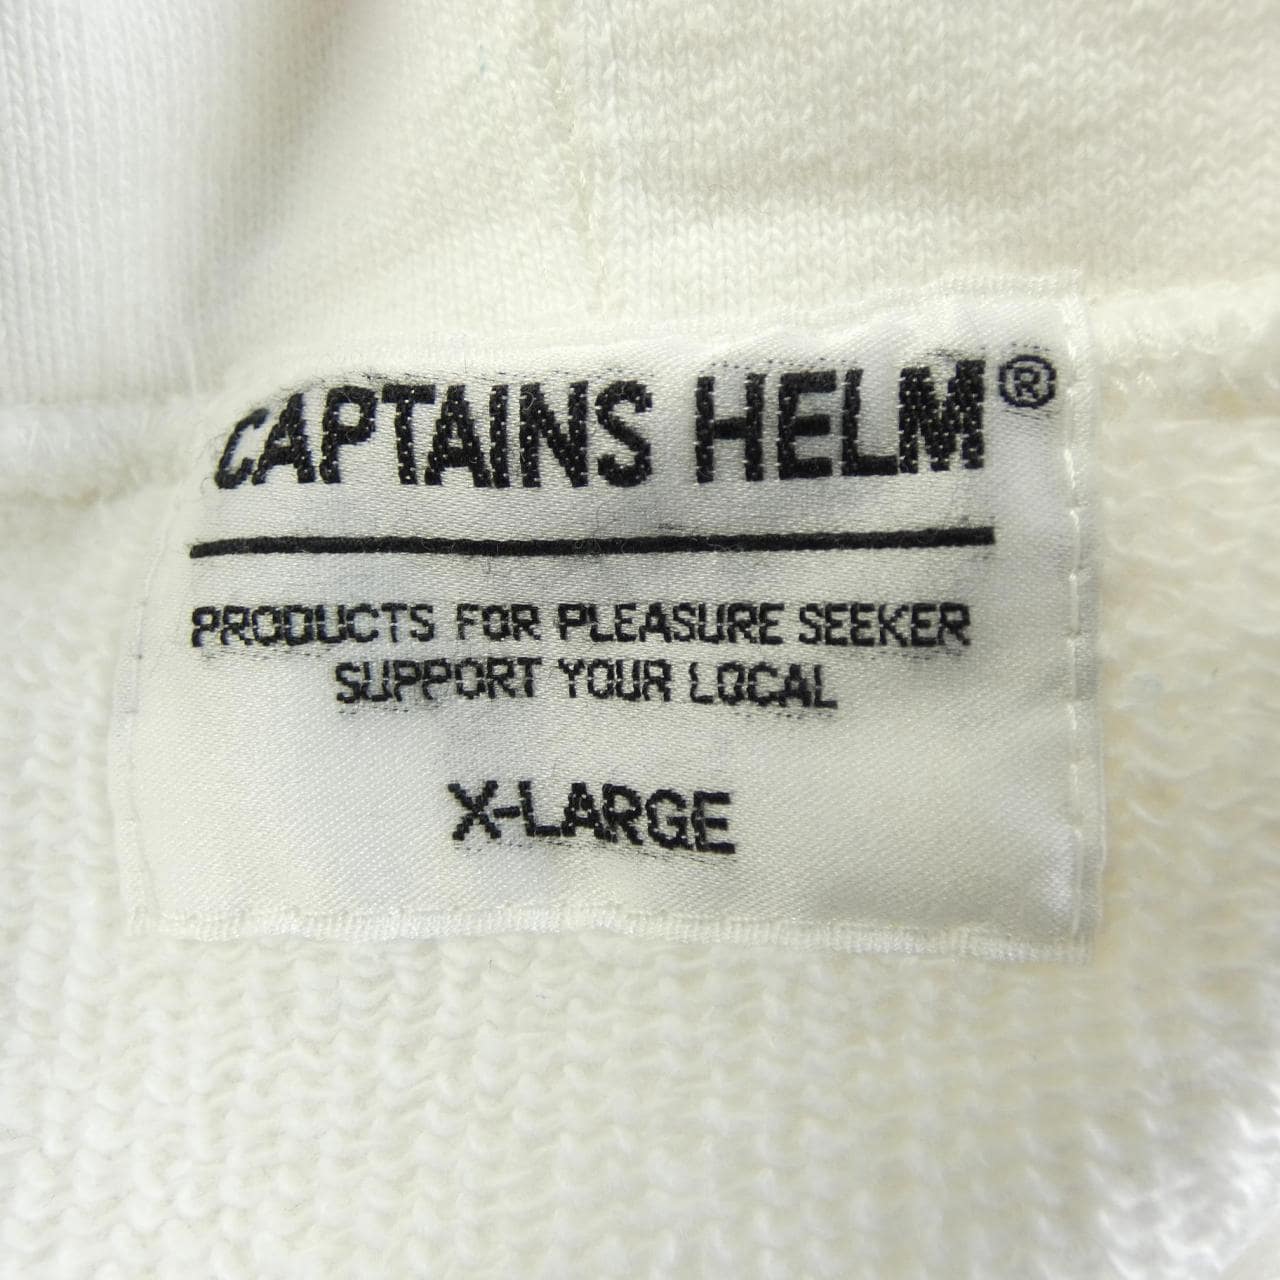 CAPTAINS HELM®
PRODUCTS FOR PLEASURE SEEKER
SUPPORT YOUR LOCAL
X-LARGE